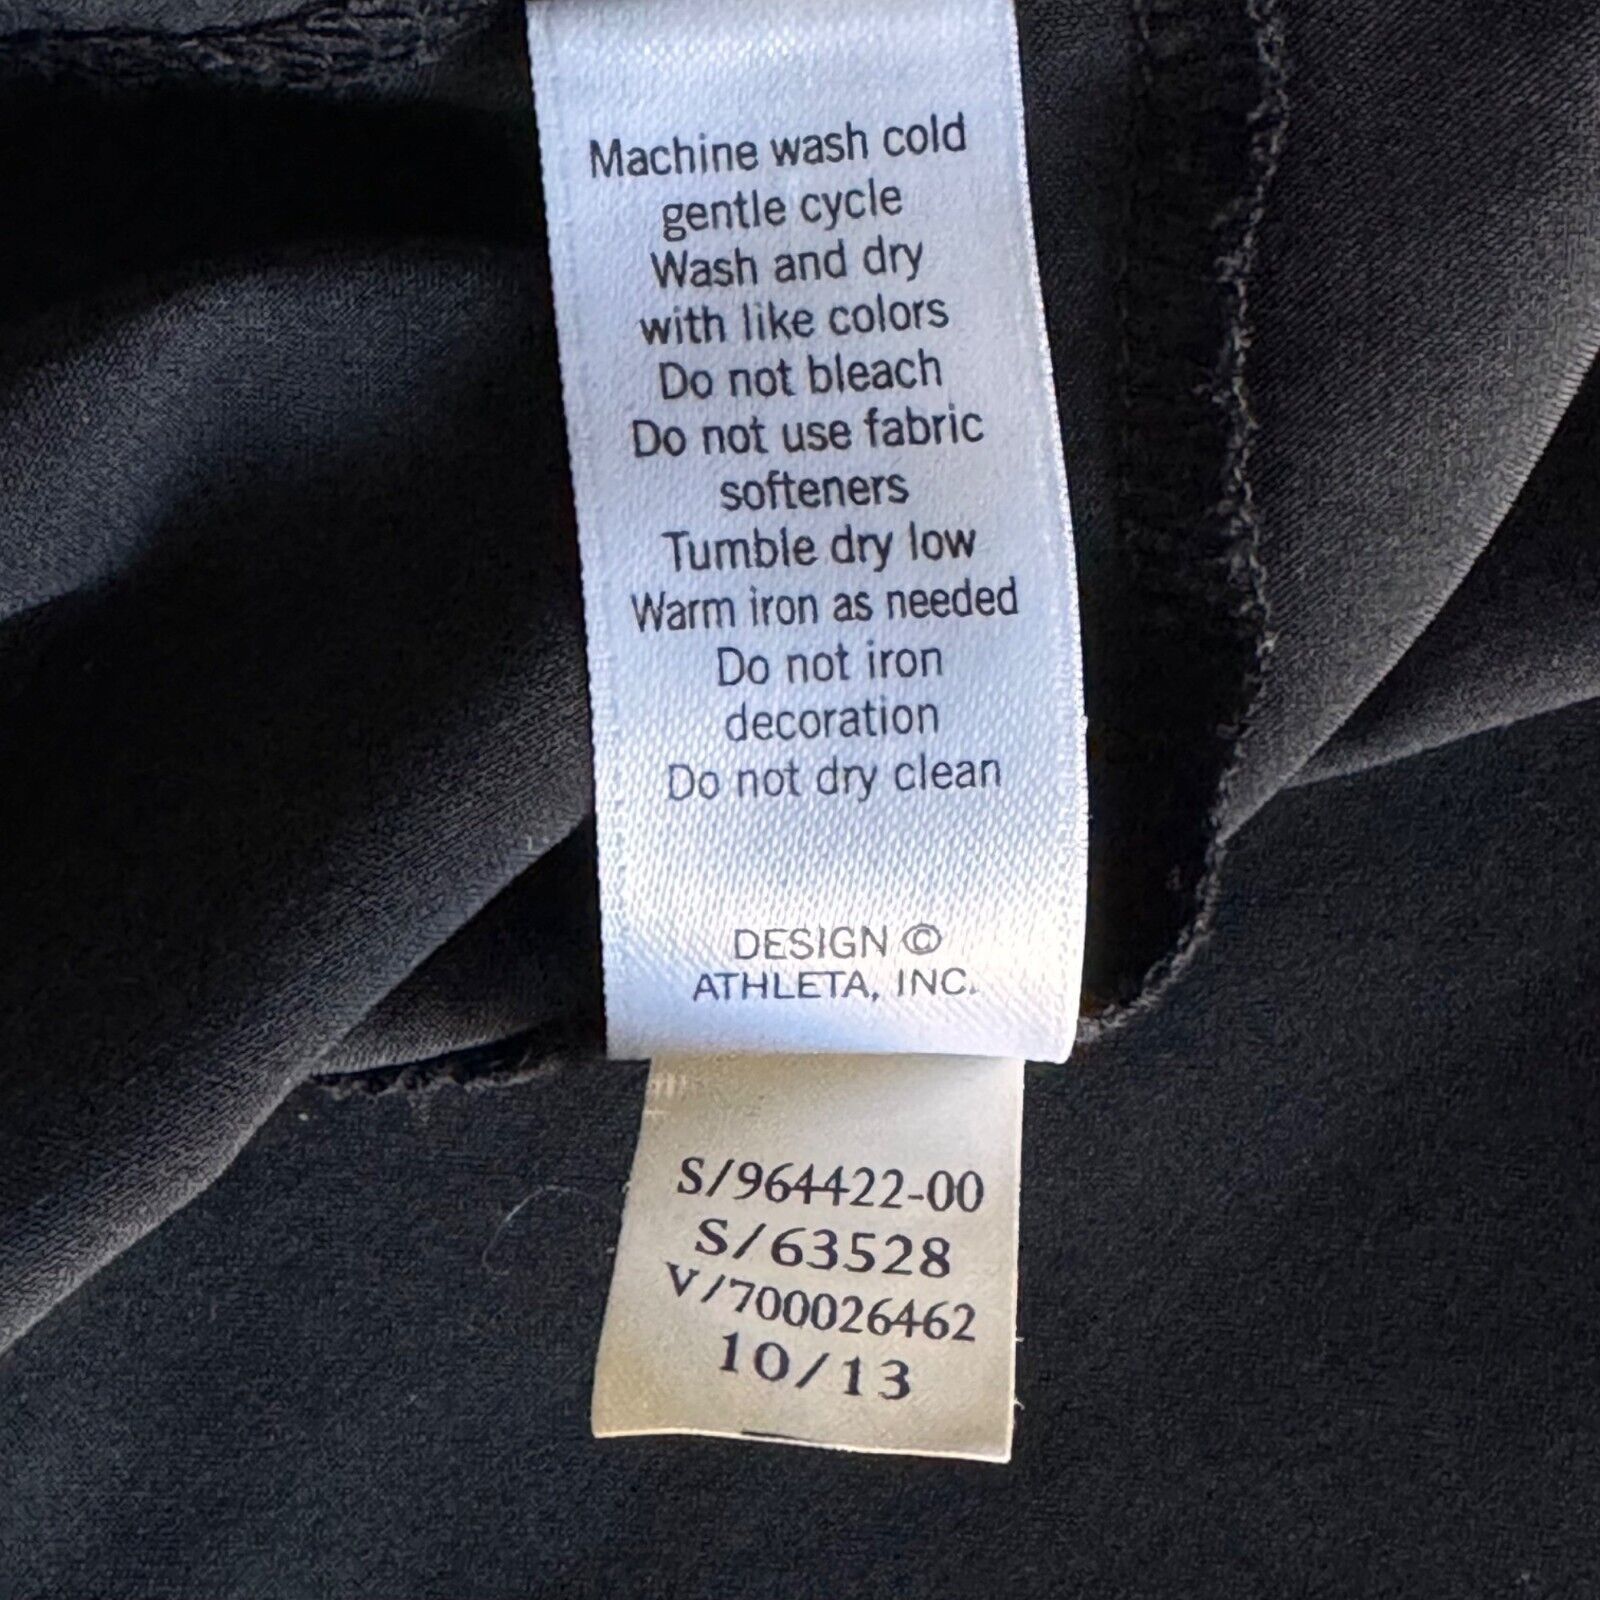 Machine wash cold
gentle cycle
Wash and dry
with like colors
Do not bleach
Do not use fabric
softeners
Tumble dry low
Warm iron as needed
Do not iron
decoration
Do not dry clean
DESIGN ©
ATHLETA, INC.
S/964422-00
S/63528
V/700026462
10/13